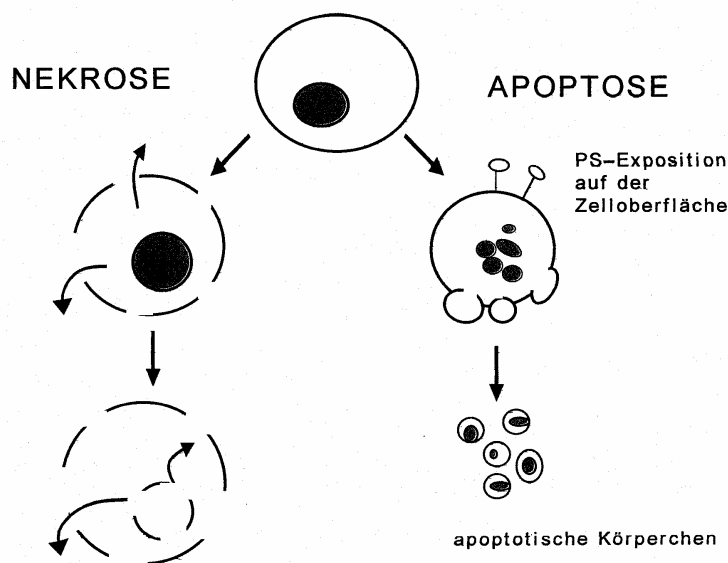 NEKROSE
APOPTOSE
PS–Exposition
auf der
Zelloberfläche
apoptotische Körperchen